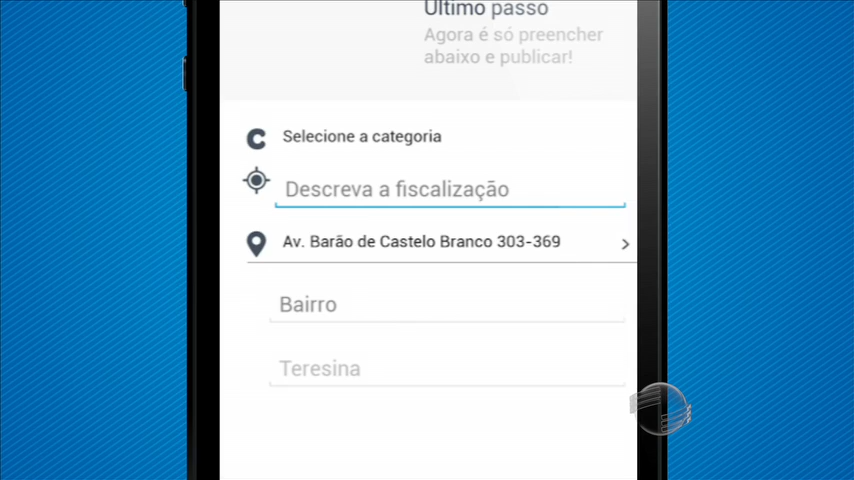 Último passo
Agora é só preencher
abaixo e publicar!
Selecione a categoria
Descreva a fiscalização
Av. Barão de Castelo Branco 303-369
Bairro
Teresina